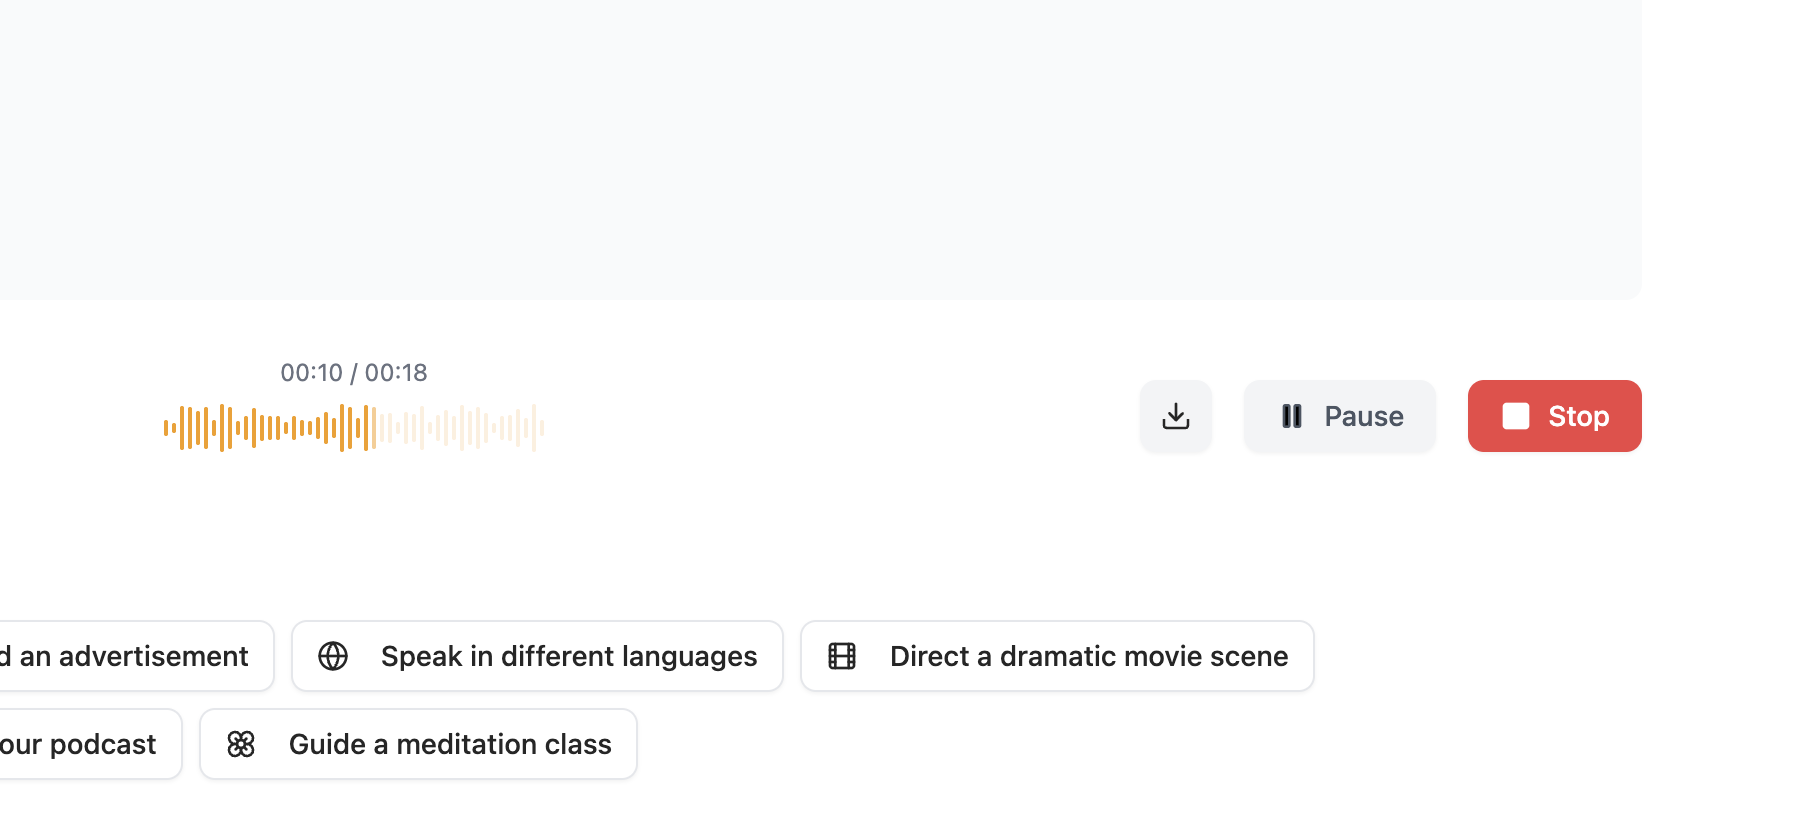 00:10 / 00:18
Pause
Stop
an advertisement
Speak in different languages
Direct a dramatic movie scene
our podcast
Guide a meditation class